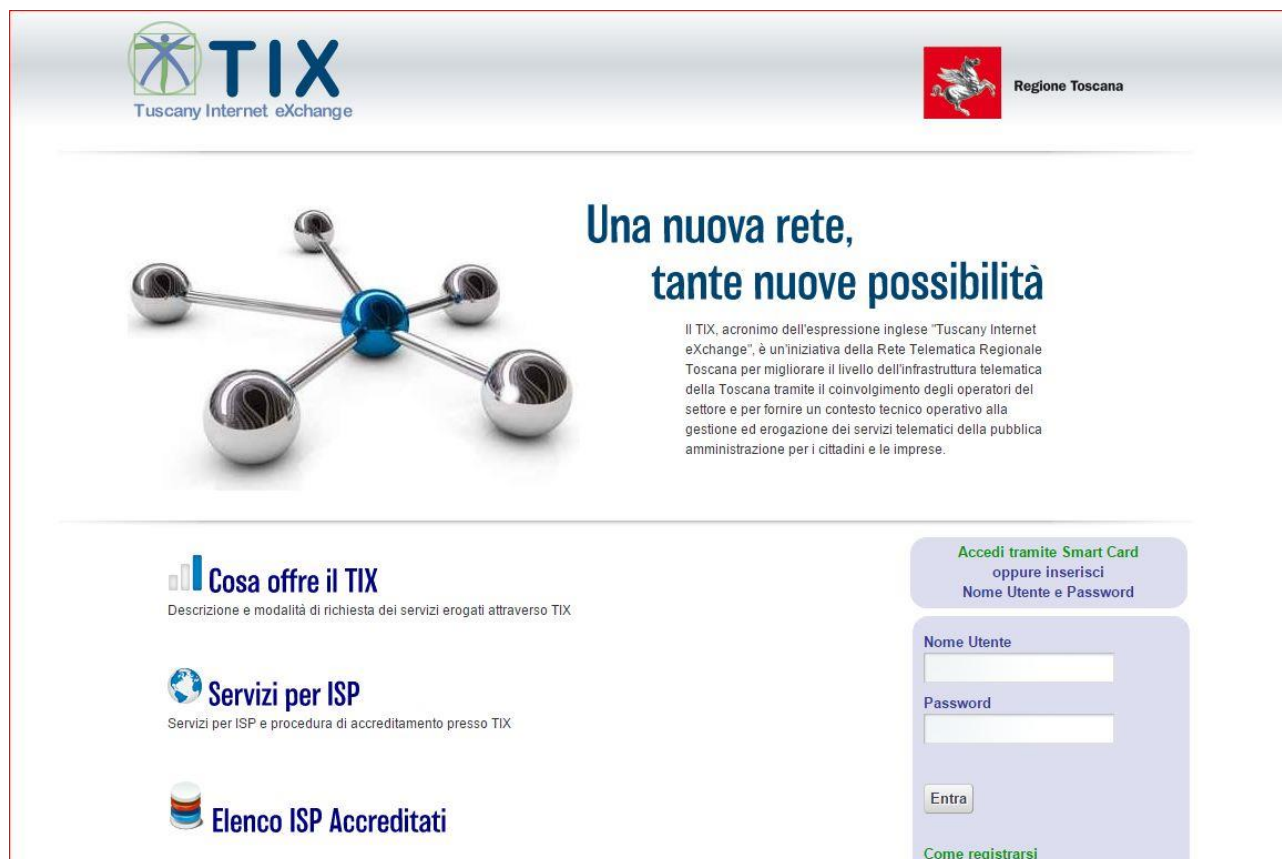 TIX
Tuscany Internet eXchange
Regione Toscana
Una nuova rete,
tante nuove possibilità
Il TIX, acronimo dell'espressione inglese "Tuscany Internet
eXchange", è un'iniziativa della Rete Telematica Regionale
Toscana per migliorare il livello dell'infrastruttura telematica
della Toscana tramite il coinvolgimento degli operatori del
settore e per fornire un contesto tecnico operativo alla
gestione ed erogazione dei servizi telematici della pubblica
amministrazione per i cittadini e le imprese.
Cosa offre il TIX
Descrizione e modalità di richiesta dei servizi erogati attraverso TIX
Servizi per ISP
Servizi per ISP e procedura di accreditamento presso TIX
Elenco ISP Accreditati
Accedi tramite Smart Card
oppure inserisci
Nome Utente e Password
Nome Utente
Password
Entra
Come registrarsi